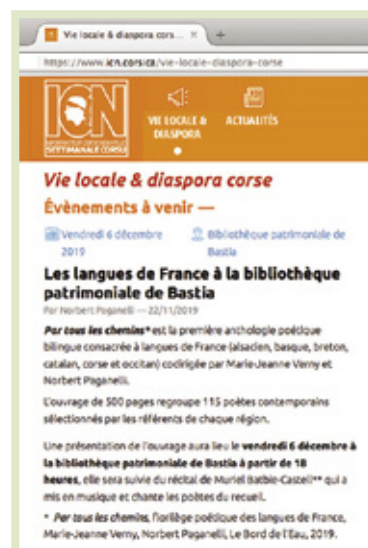 Vie locale & diaspora cors... ×
https://www.icn.corsica/vie-locale-diaspora-corse
ICN
SETTIMANALE CORSU
VIE LOCALE &
DIASPORA
ACTUALITÉS
Vie locale & diaspora corse
Évènements à venir —
Vendredi 6 décembre
2019
Bibliothèque patrimoniale de
Bastia
Les langues de France à la bibliothèque
patrimoniale de Bastia
Par Norbert Paganelli — 22/11/2019
Par tous les chemins* est la première anthologie poétique
bilingue consacrée à langues de France (alsacien, basque, breton,
catalan, corse et occitan) codirigée par Marie-Jeanne Verny et
Norbert Paganelli.
L'ouvrage de 500 pages regroupe 115 poètes contemporains
sélectionnés par les référents de chaque région.
Une présentation de l'ouvrage aura lieu le vendredi 6 décembre à
la bibliothèque patrimoniale de Bastia à partir de 18
heures, elle sera suivie du récital de Muriel Batbie-Castell** qui a
mis en musique et chante les poètes du recueil.
* Par tous les chemins, florilège poétique des langues de France,
Marie-Jeanne Verny, Norbert Paganelli, Le Bord de l'Eau, 2019.